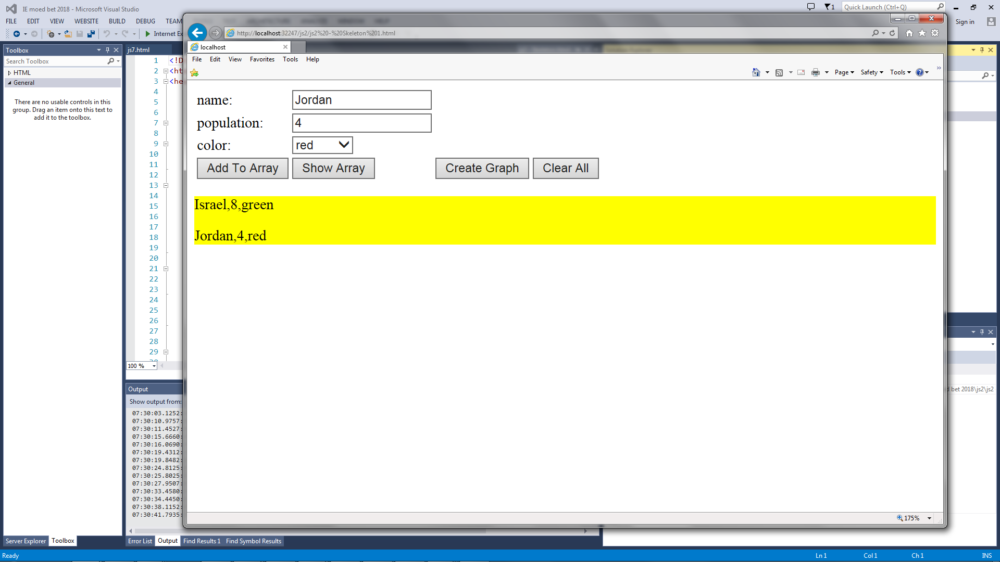 IE moed bet 2018 - Microsoft Visual Studio
1
Quick Launch (Ctrl+Q)
FILE EDIT VIEW WEBSITE BUILD DEBUG TEAM
Sign in
Internet Ex
http://localhost:32247/js2/js2%20-%20Skeleton%201.html
localhost
File Edit View Favorites Tools Help
Page Safety Tools
Toolbox
Search Toolbox
HTML
General
There are no usable controls in this
group. Drag an item onto this text to
add it to the toolbox.
js7.html
1 <!D
2 <ht
3 <he
4
5
6
7
8
9
10
11
12
13
14
15
16
17
18
19
20
21
22
23
24
25
26
27
28
29
100 %
name: Jordan
population: 4
color: red
Add To Array Show Array Create Graph Clear All
Israel,8,green
Jordan,4,red
175%
Output
Show output from:
07:30:03.1252:
07:30:10.9757:
07:30:11.4527:
07:30:15.6660:
07:30:16.0690:
07:30:19.4312:
07:30:19.8482:
07:30:24.8125:
07:30:25.8025:
07:30:27.9507:
07:30:33.4580:
07:30:34.4450:
07:30:38.1152:
07:30:41.7935:
d bet 2018\js2\js2
Server Explorer Toolbox
Error List Output Find Results 1 Find Symbol Results
Ready Ln 1 Col 1 Ch 1 INS